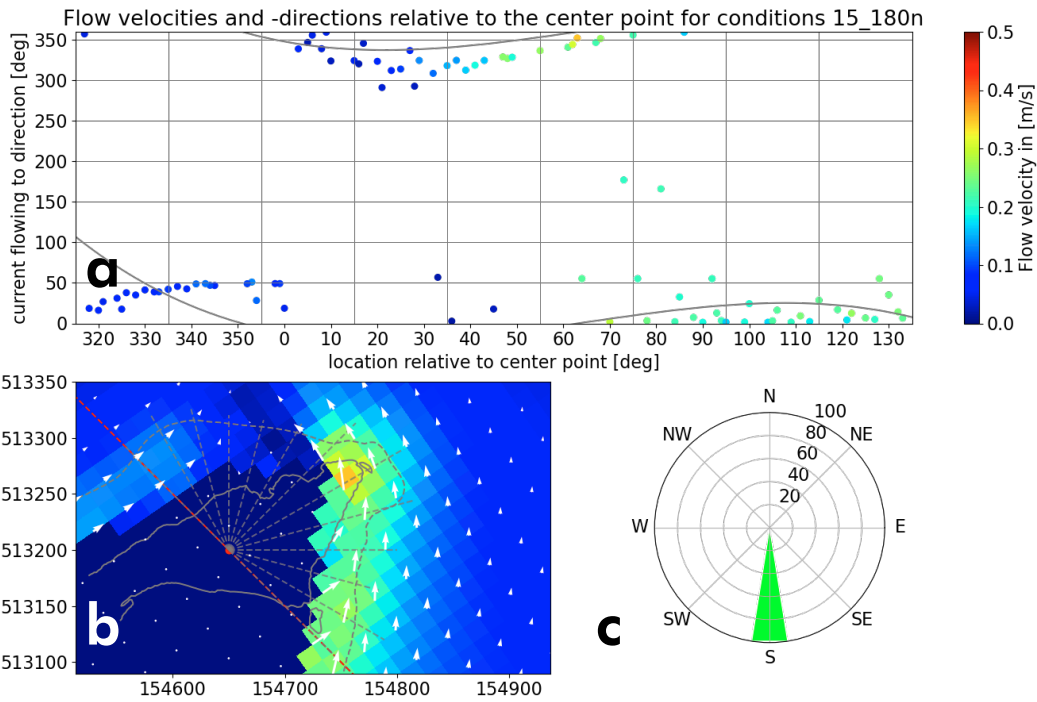 Flow velocities and -directions relative to the center point for conditions 15_180n
current flowing to direction [deg]
350
300
250
200
150
100
50
0
a
320 330 340 350 0 10 20 30 40 50 60 70 80 90 100 110 120 130
location relative to center point [deg]
0.5
0.4
0.3
0.2
0.1
0.0
Flow velocity in [m/s]
513350
513300
513250
513200
513150
513100
b
154600 154700 154800 154900
c
N
NE
E
SE
S
SW
W
NW
100
80
60
40
20